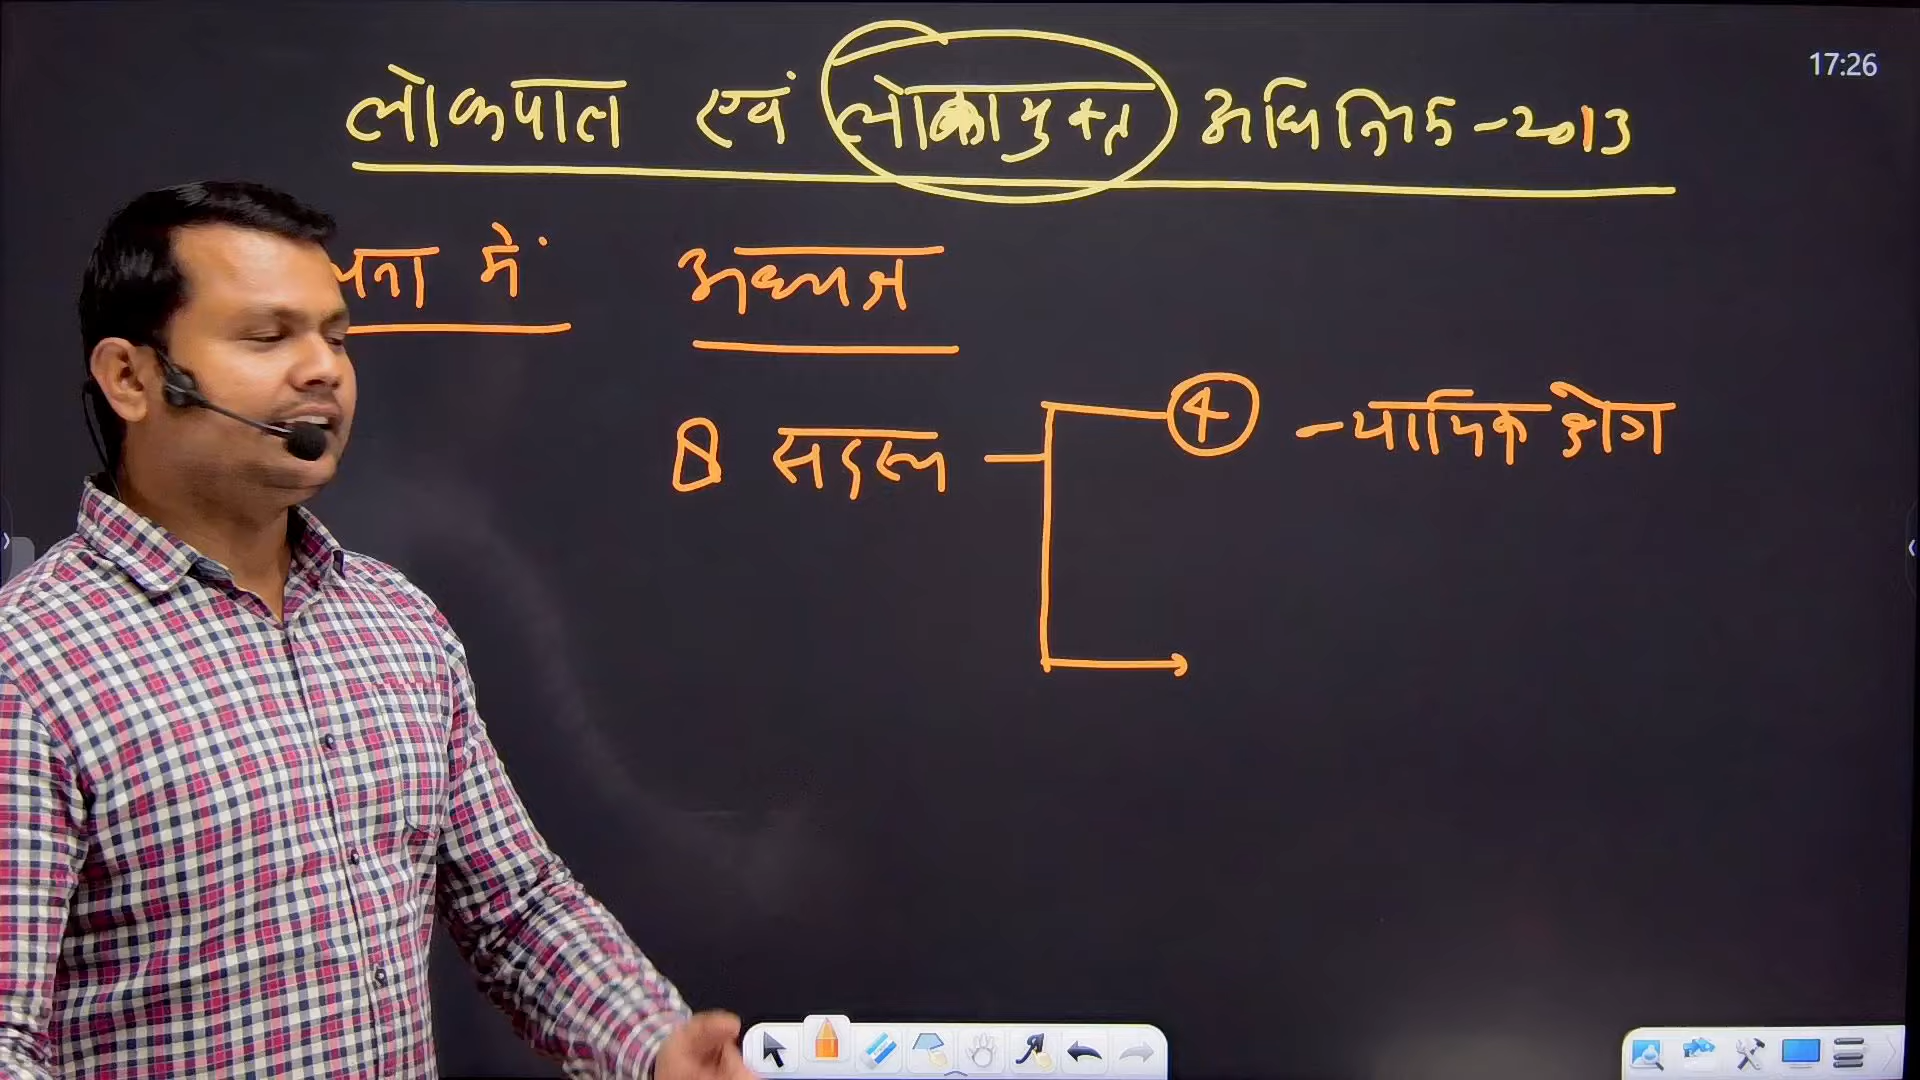 17:26
लोकपाल एवं लोकायुक्त अधिनियम-2013
में अध्यक्ष
8 सदस्य
4 न्यायिक क्षेत्र